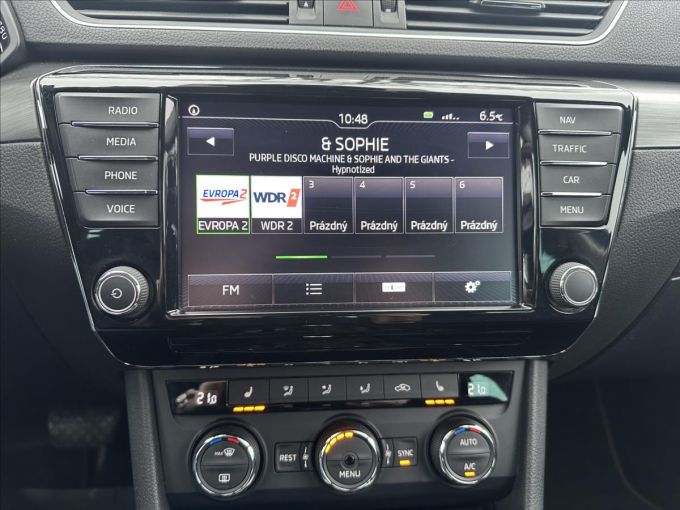 RADIO
MEDIA
PHONE
VOICE
10:48
6.5℃
& SOPHIE
PURPLE DISCO MACHINE & SOPHIE AND THE GIANTS -
Hypnotized
EVROPA2
EVROPA 2
WDR 2
WDR 2
3
Prázdný
4
Prázdný
5
Prázdný
6
Prázdný
FM
NAV
TRAFFIC
CAR
MENU
21.0
21.0
MAX
REST
MENU
SYNC
AUTO
A/C